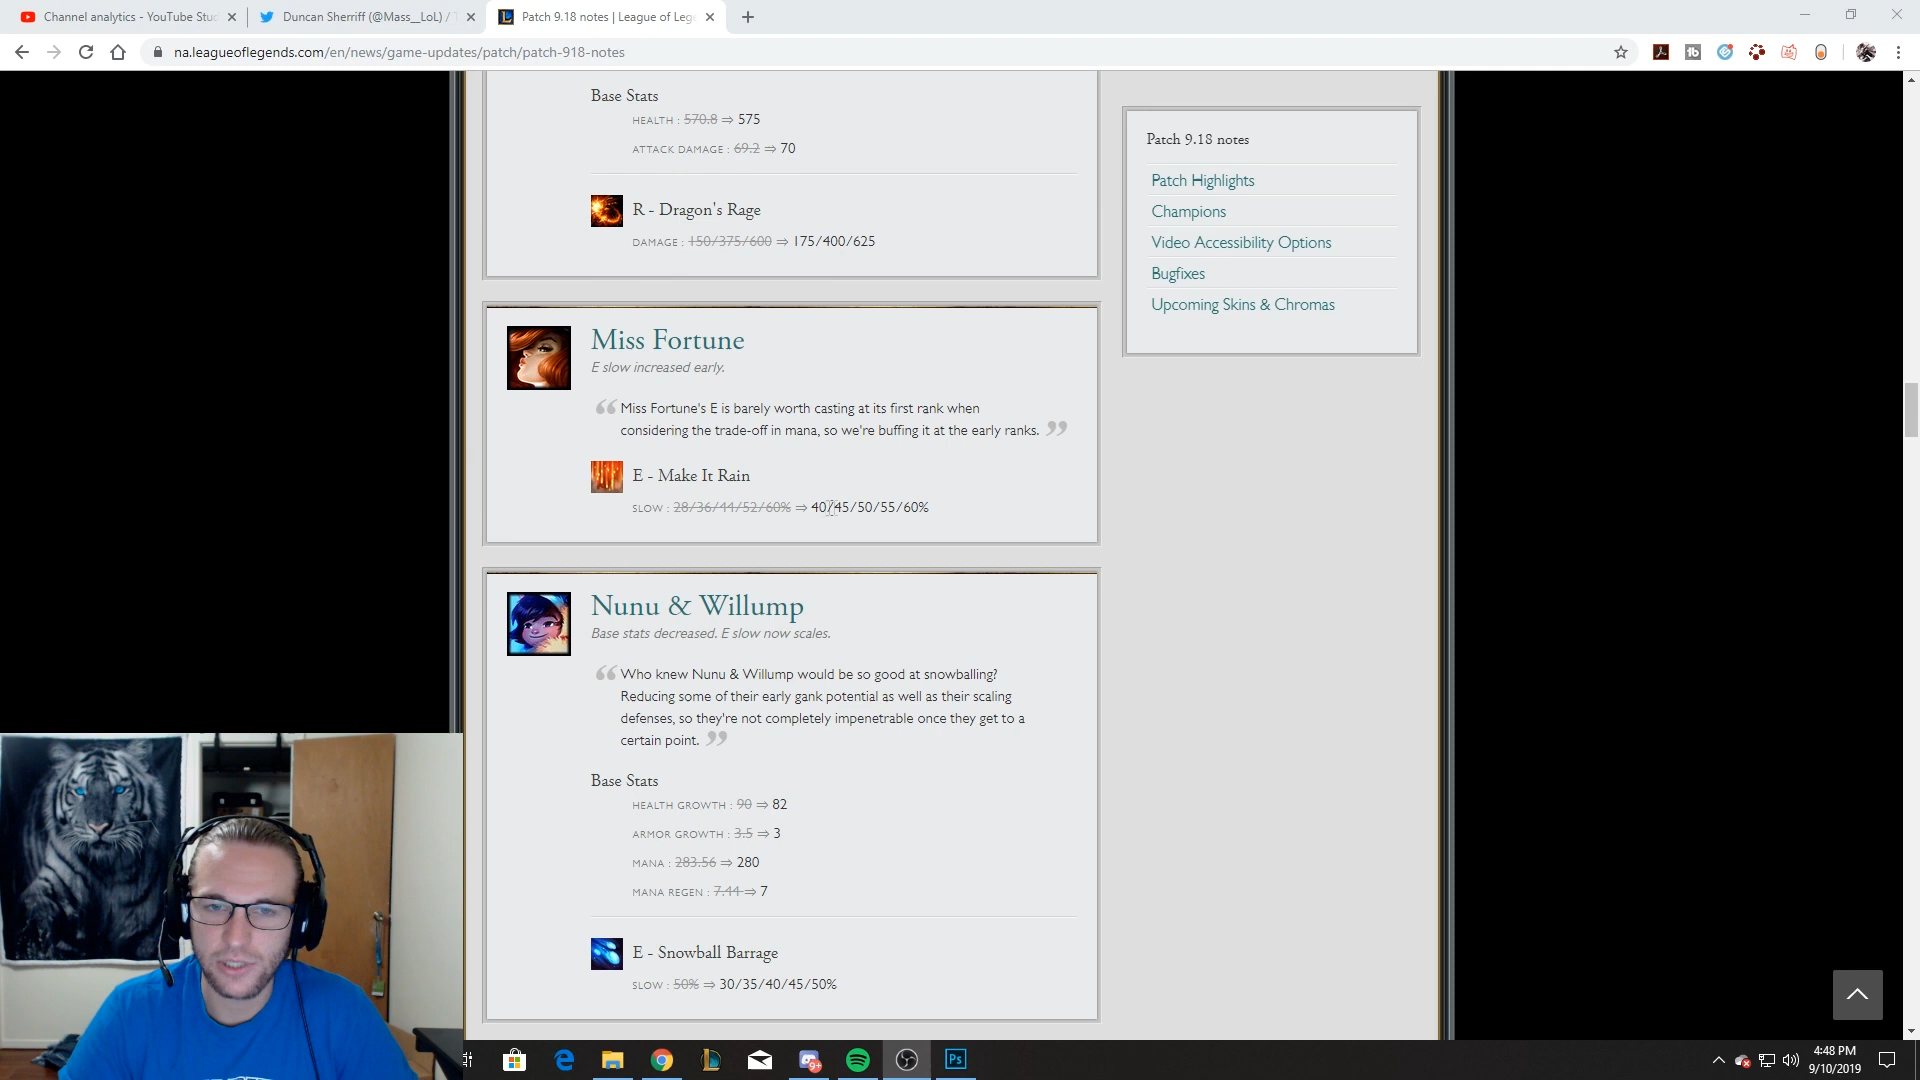 Channel analytics - YouTube Stuc
Duncan Sherriff (@Mass__LoL) / T
Patch 9.18 notes | League of Lege
na.leagueoflegends.com/en/news/game-updates/patch/patch-918-notes
Base Stats
HEALTH : 570.8 ⇒ 575
ATTACK DAMAGE : 69.2 ⇒ 70
R - Dragon's Rage
DAMAGE : 150/375/600 ⇒ 175/400/625
Miss Fortune
E slow increased early.
Miss Fortune's E is barely worth casting at its first rank when
considering the trade-off in mana, so we're buffing it at the early ranks.
E - Make It Rain
SLOW : 28/36/44/52/60% ⇒ 40/45/50/55/60%
Nunu & Willump
Base stats decreased. E slow now scales.
Who knew Nunu & Willump would be so good at snowballing?
Reducing some of their early gank potential as well as their scaling
defenses, so they're not completely impenetrable once they get to a
certain point.
Base Stats
HEALTH GROWTH : 90 ⇒ 82
ARMOR GROWTH : 3.5 ⇒ 3
MANA : 283.56 ⇒ 280
MANA REGEN : 7.44 ⇒ 7
E - Snowball Barrage
SLOW : 50% ⇒ 30/35/40/45/50%
Patch 9.18 notes
Patch Highlights
Champions
Video Accessibility Options
Bugfixes
Upcoming Skins & Chromas
9+
Ps
4:48 PM
9/10/2019